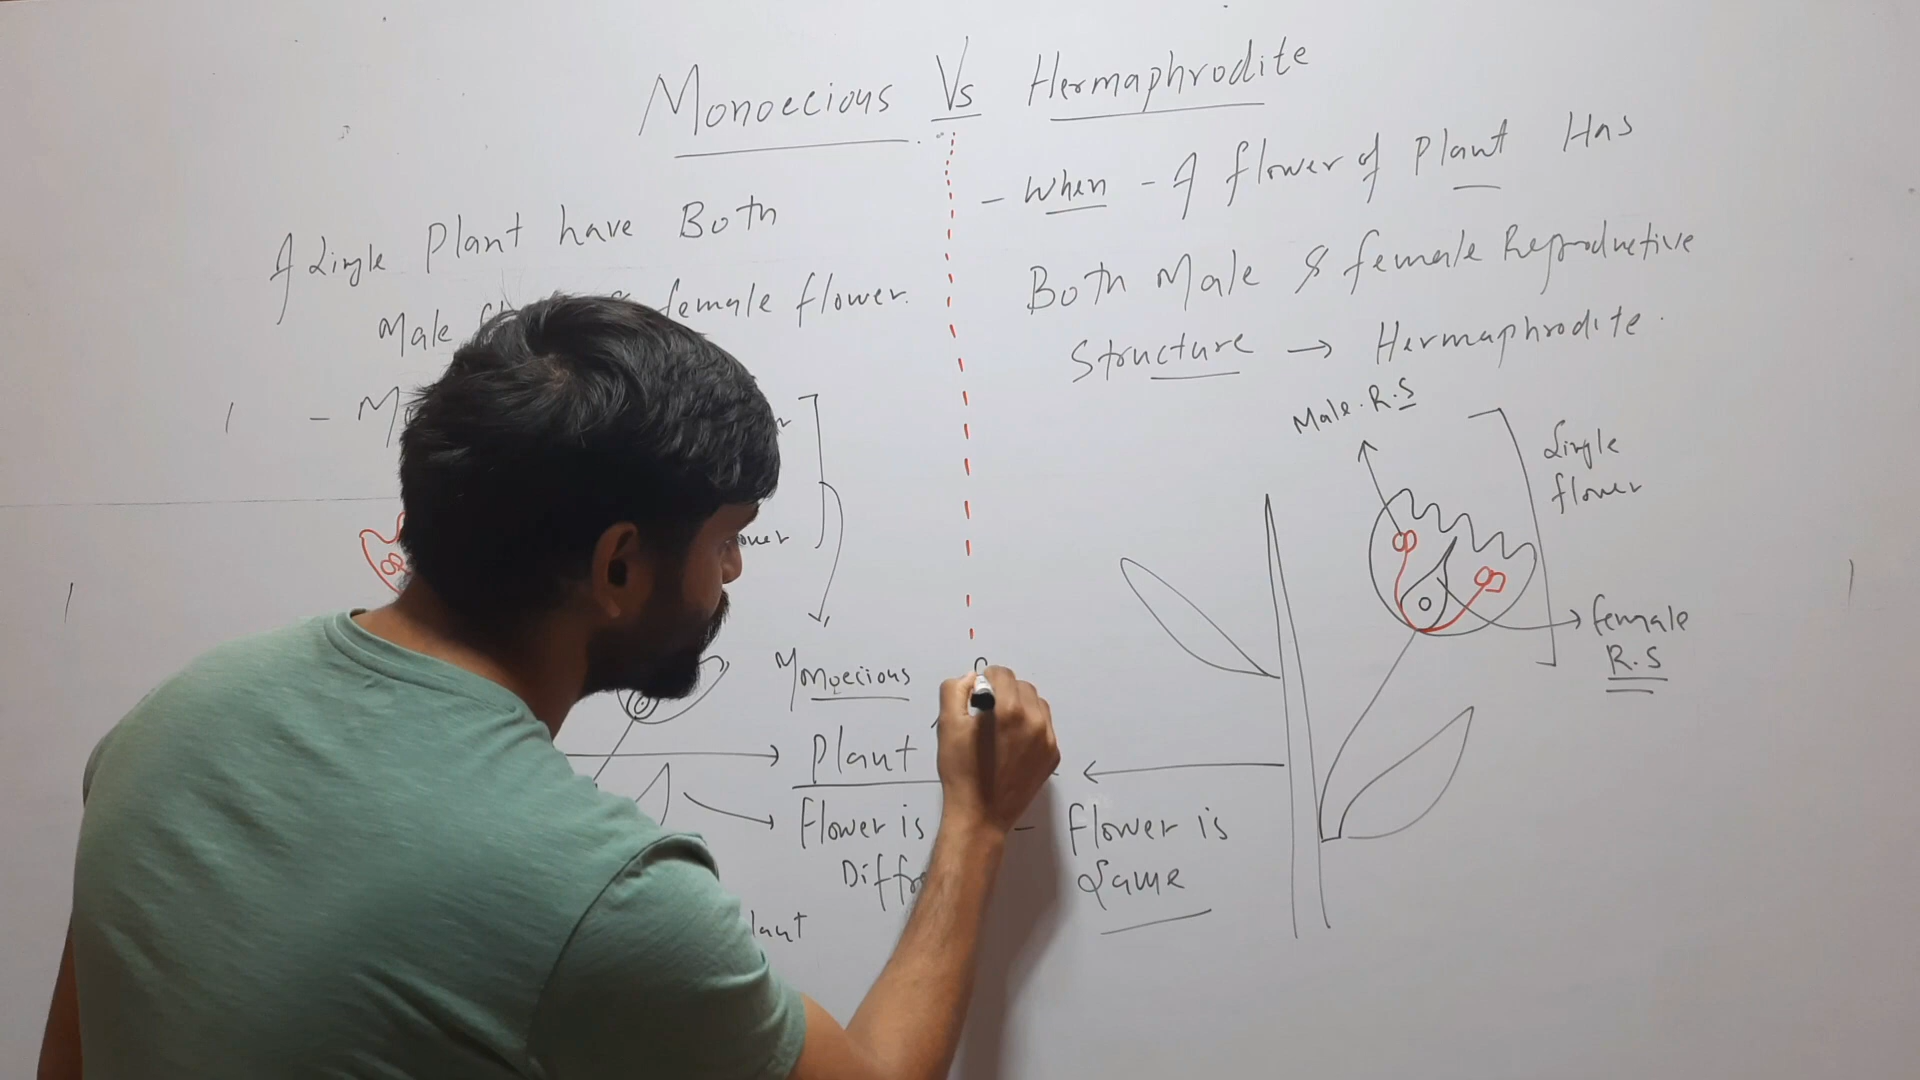 Monoecious Vs Hermaphrodite
A Single Plant have Both
Male & female flower.
- When - A flower of Plant Has
Both Male & female Reproductive
Structure → Hermaphrodite.
Male. R.S
Single
flower
female
R.S
Monoecious
Plant
Flower is
flower is
Same